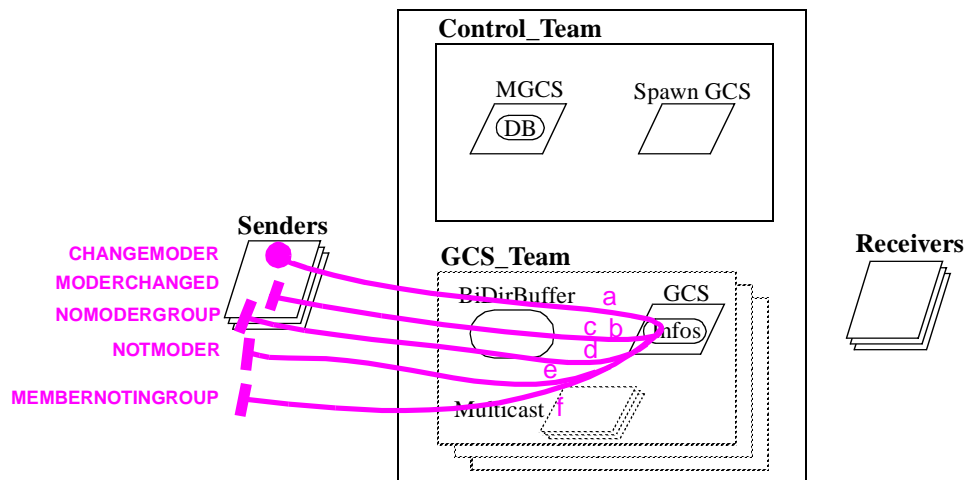 Control_Team
MGCS
Spawn GCS
DB
Senders
CHANGEMODER
Receivers
GCS_Team
MODERCHANGED
BiDirBuffer
a
GCS
NOMODERGROUP
c b
Infos
NOTMODER
d
e
MEMBERNOTINGROUP
Multicast f